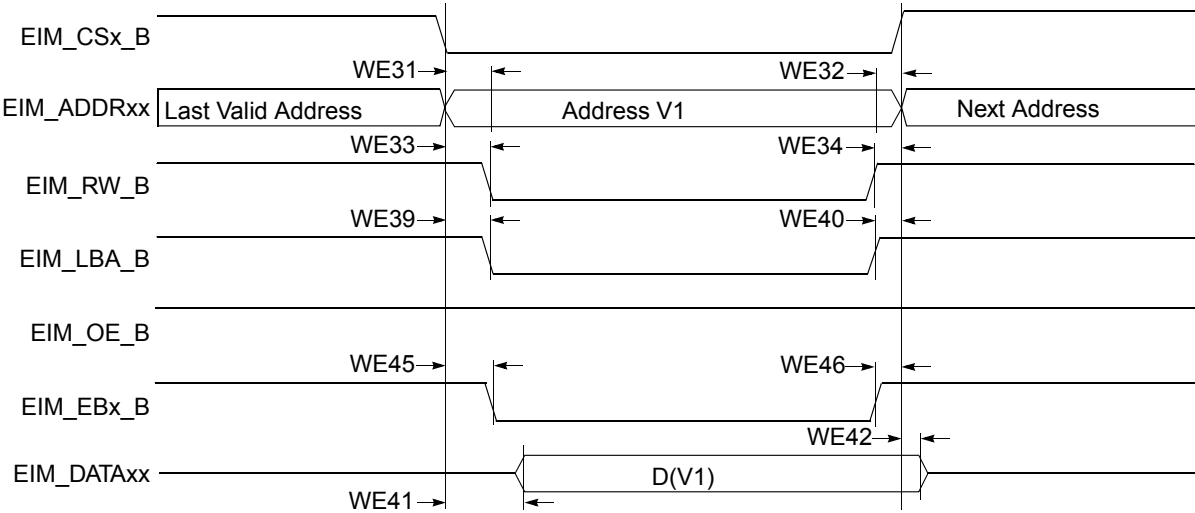 EIM_CSx_B
WE31 WE32
EIM_ADDRxx Last Valid Address Address V1 Next Address
WE33 WE34
EIM_RW_B
WE39 WE40
EIM_LBA_B
EIM_OE_B
WE45 WE46
EIM_EBx_B
WE42
EIM_DATAxx D(V1)
WE41